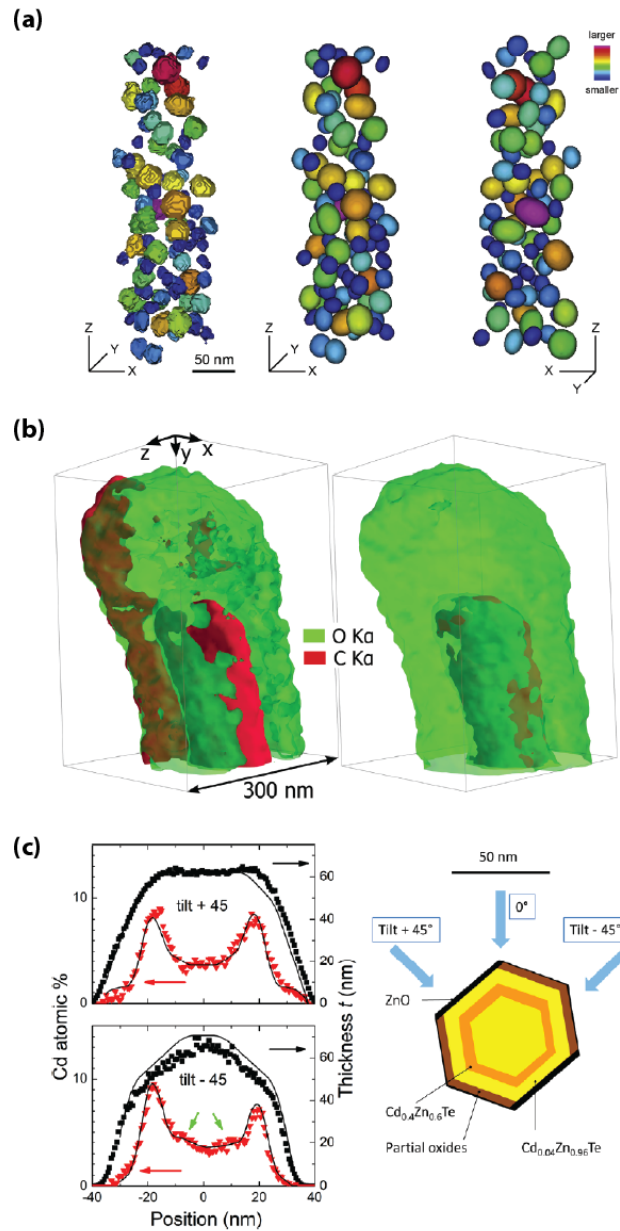 (a)
larger
smaller
Z
Y
X
50 nm
Z
Y
X
Z
X
Y
(b)
z
y
x
O Kα
C Kα
300 nm
(c)
Cd atomic %
10
0
tilt + 45
60
40
20
0
Thickness t (nm)
10
0
tilt - 45
60
40
20
0
-40
-20
0
20
40
Position (nm)
50 nm
0°
Tilt + 45°
Tilt - 45°
ZnO
Cd0.4Zn0.6Te
Partial oxides
Cd0.04Zn0.96Te